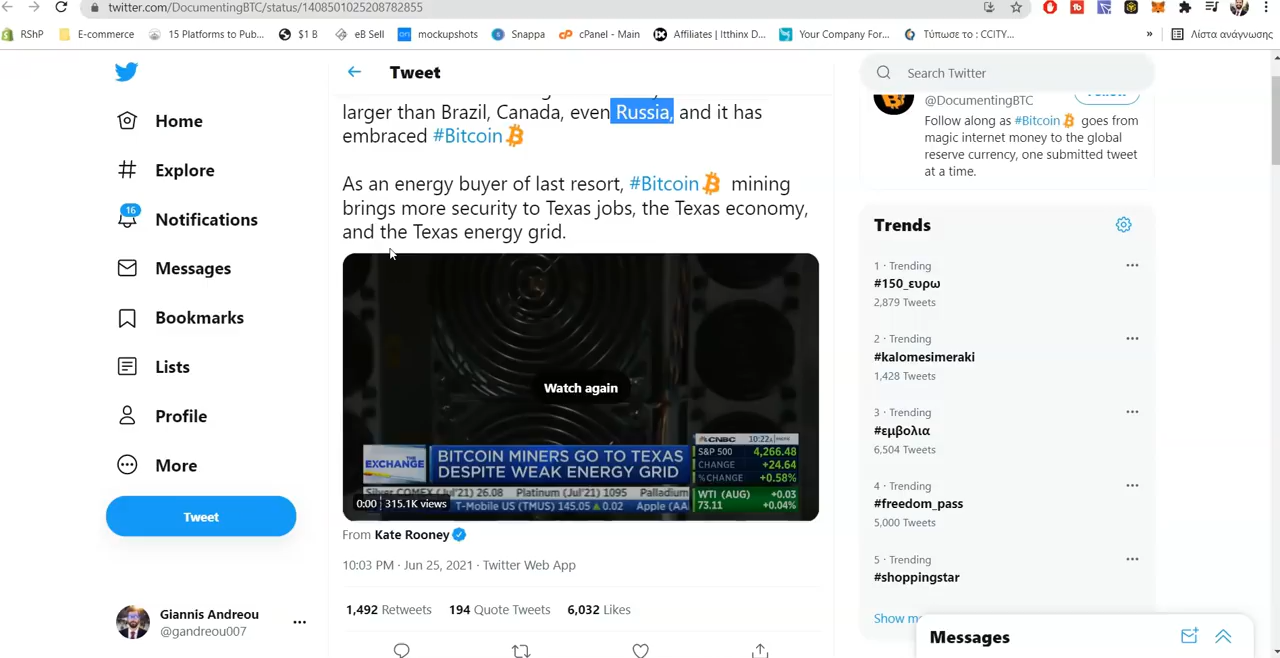 twitter.com/DocumentingBTC/status/1408501025208782855
RShP
E-commerce
15 Platforms to Pub...
$1 B
eB Sell
mockupshots
Snappa
cPanel - Main
Affiliates | Itthinx D...
Your Company For...
Τύπωσε το : CCITY...
»
Λίστα ανάγνωσης
Tweet
Search Twitter
larger than Brazil, Canada, even Russia, and it has
embraced #Bitcoin
As an energy buyer of last resort, #Bitcoin mining
brings more security to Texas jobs, the Texas economy,
and the Texas energy grid.
Home
Explore
16
Notifications
Messages
Bookmarks
Lists
Profile
More
Tweet
Giannis Andreou
@gandreou007
Watch again
THE
EXCHANGE
BITCOIN MINERS GO TO TEXAS
DESPITE WEAK ENERGY GRID
CNBC 10:22A
S&P 500 4,266.48
CHANGE +24.64
%CHANGE +0.58%
WTI (AUG) +0.03
73.11 +0.04%
Silver COMEX (Jul'21) 26.08 Platinum (Jul'21) 1095 Palladium
T-Mobile US (TMUS) 145.05 ▲ 0.02 Apple (AA
0:00 315.1K views
From Kate Rooney
10:03 PM · Jun 25, 2021 · Twitter Web App
1,492 Retweets 194 Quote Tweets 6,032 Likes
@DocumentingBTC
Follow along as #Bitcoin goes from
magic internet money to the global
reserve currency, one submitted tweet
at a time.
Trends
1 · Trending
#150_ευρω
2,879 Tweets
2 · Trending
#kalomesimeraki
1,428 Tweets
3 · Trending
#εμβολια
6,504 Tweets
4 · Trending
#freedom_pass
5,000 Tweets
5 · Trending
#shoppingstar
Show
Messages